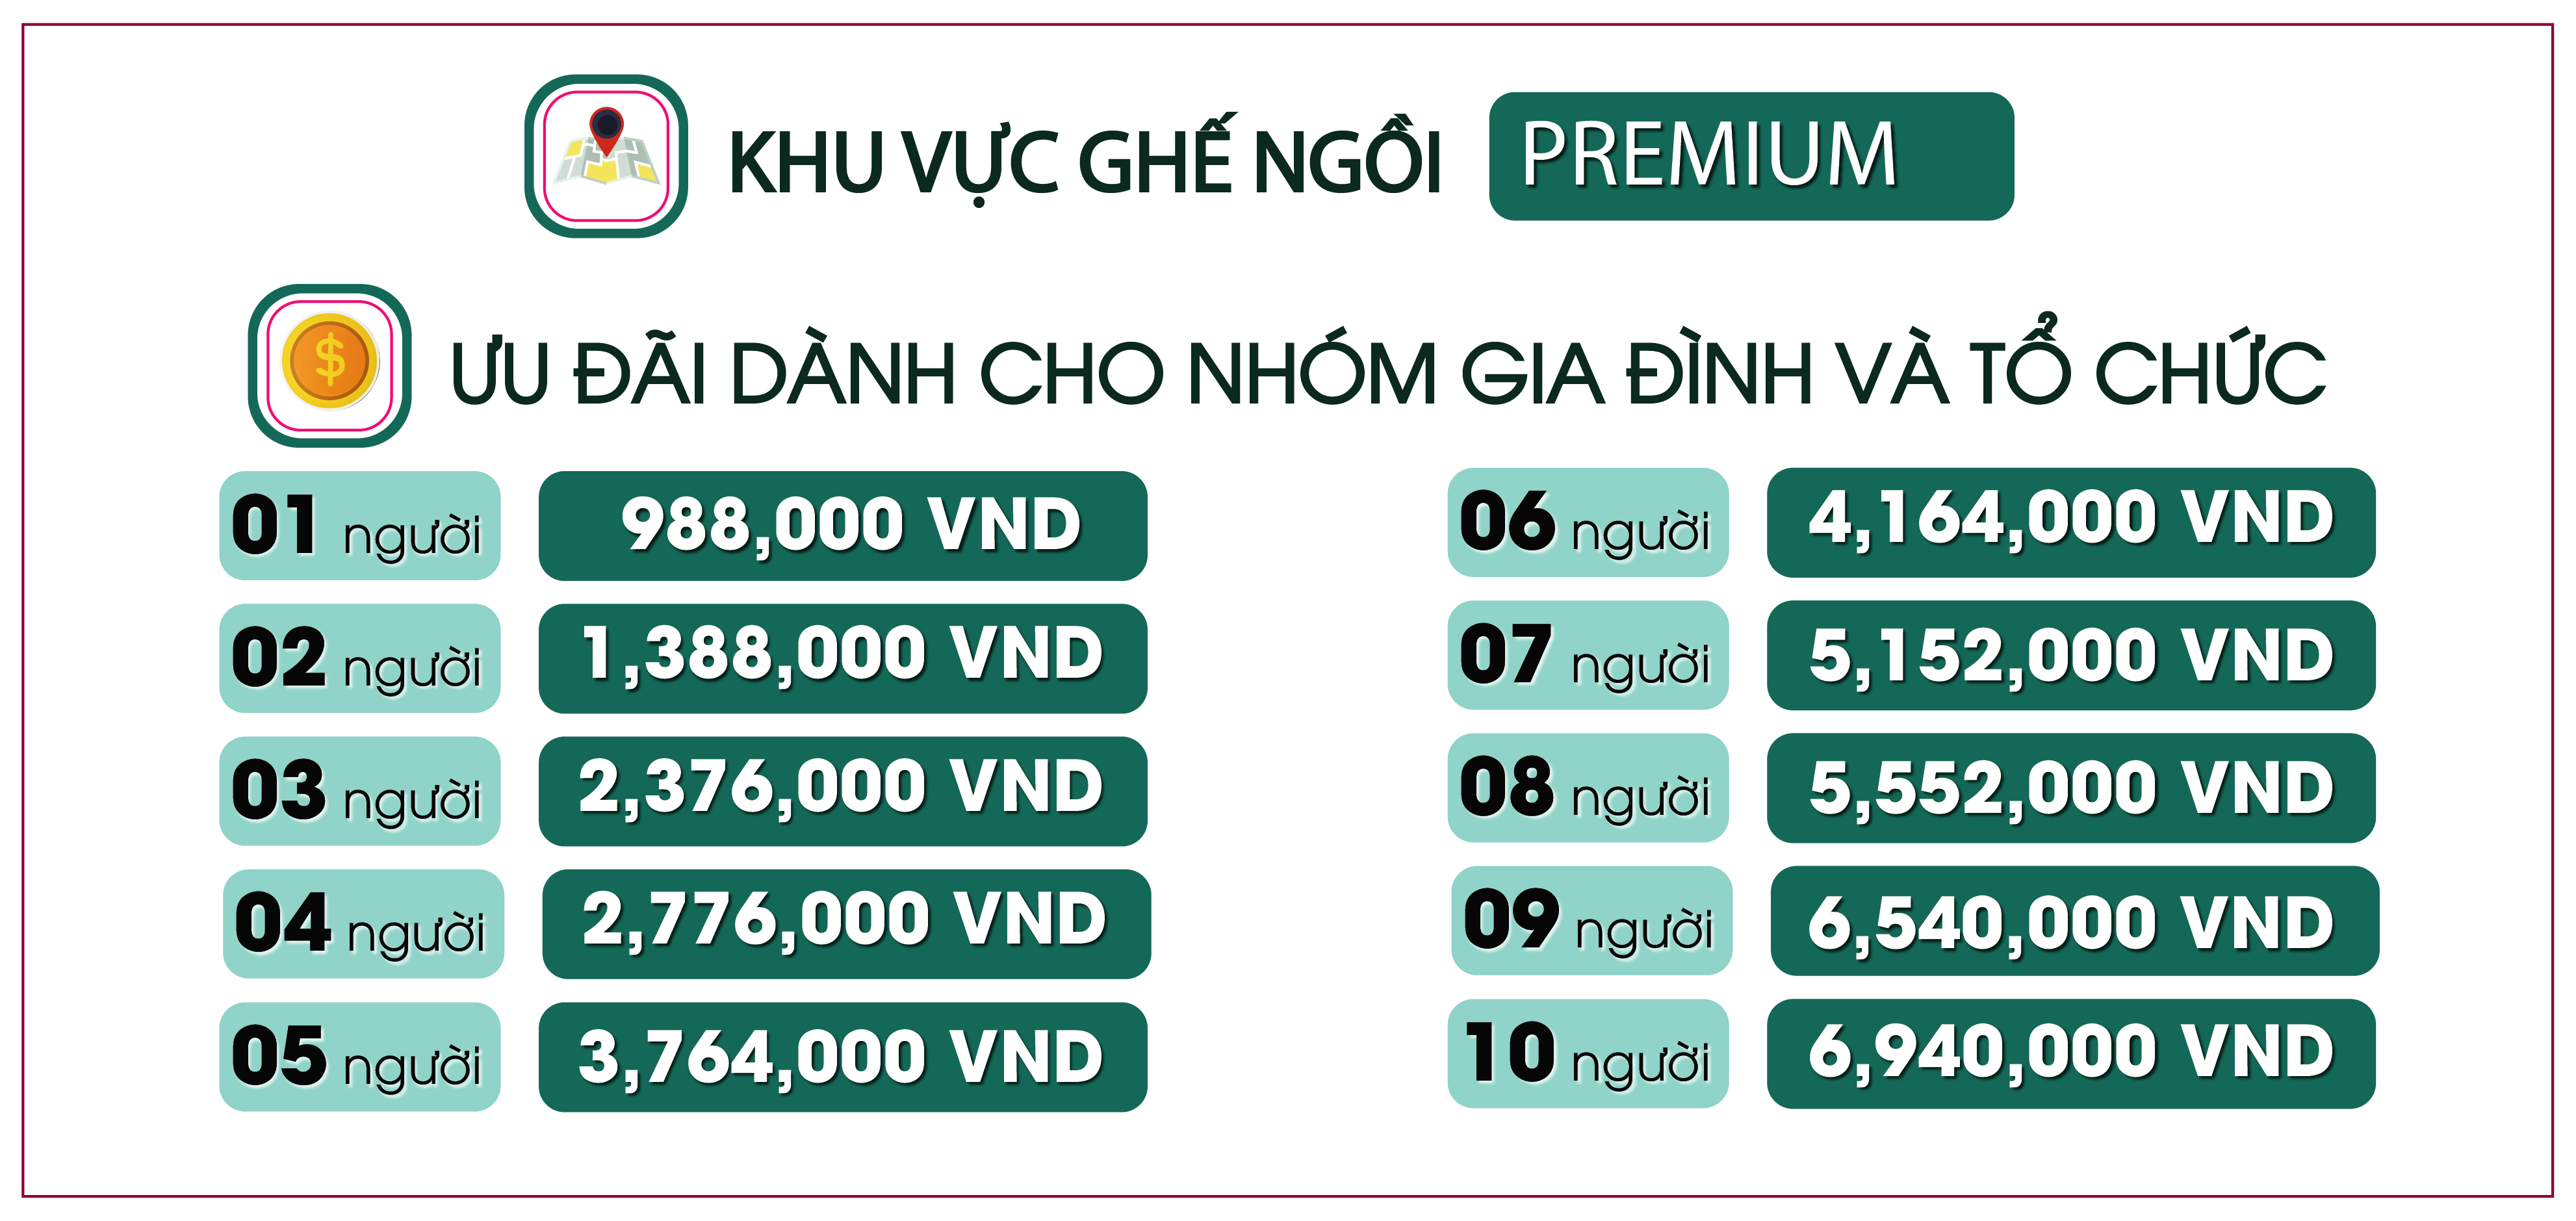 KHU VỰC GHẾ NGỒI PREMIUM
$
ƯU ĐÃI DÀNH CHO NHÓM GIA ĐÌNH VÀ TỔ CHỨC
01 người 988,000 VND
02 người 1,388,000 VND
03 người 2,376,000 VND
04 người 2,776,000 VND
05 người 3,764,000 VND
06 người 4,164,000 VND
07 người 5,152,000 VND
08 người 5,552,000 VND
09 người 6,540,000 VND
10 người 6,940,000 VND